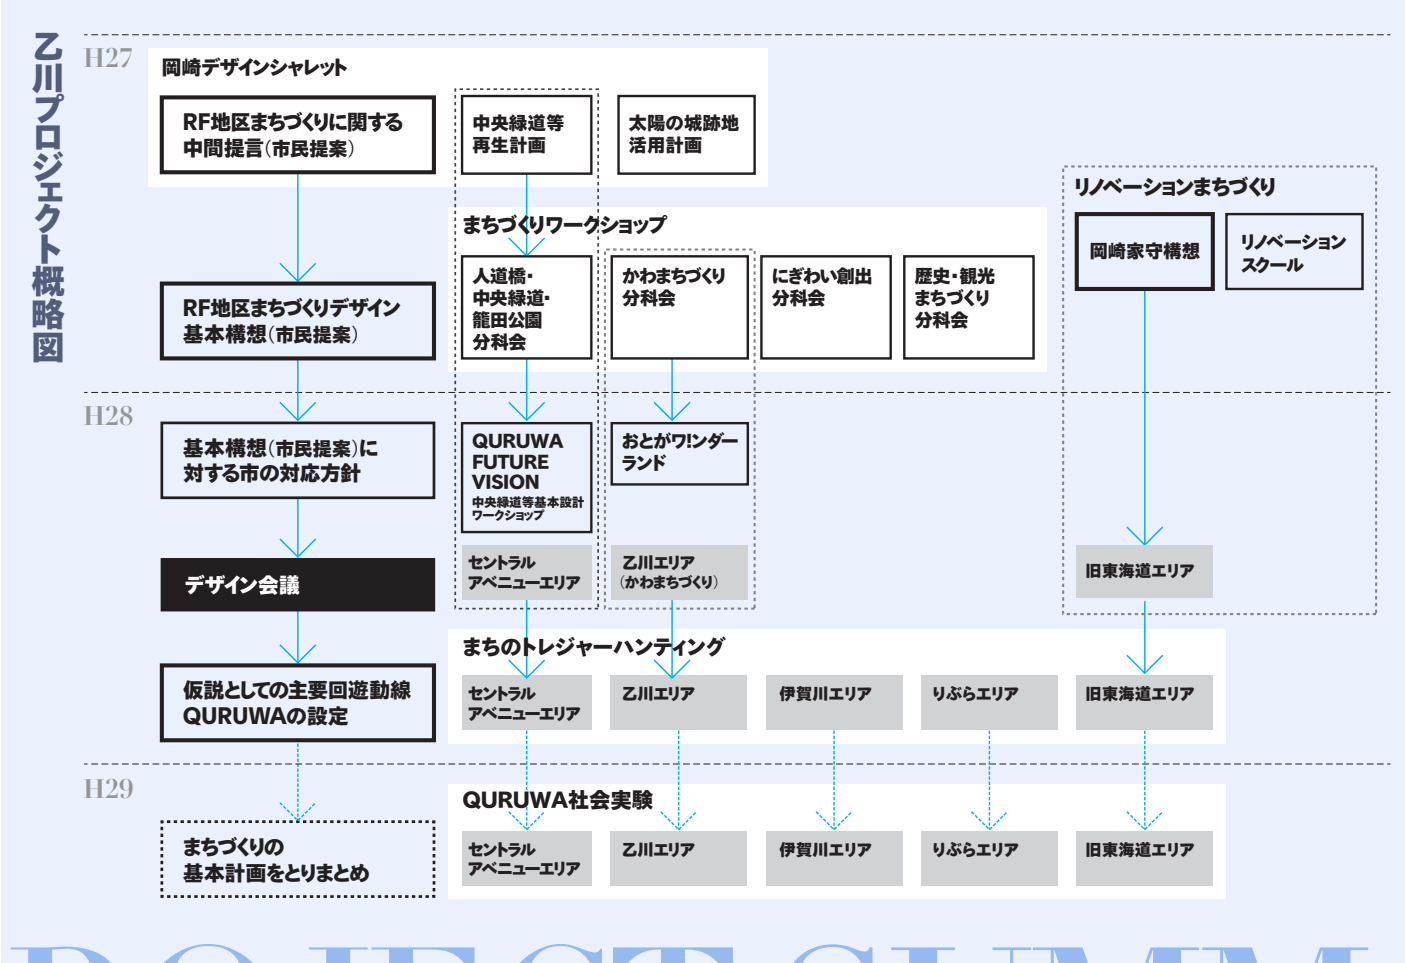 乙川プロジェクト概略図
H27
岡崎デザインシャレット
RF地区まちづくりに関する
中間提言(市民提案)
中央緑道等
再生計画
太陽の城跡地
活用計画
リノベーションまちづくり
岡崎家守構想
リノベーション
スクール
まちづくりワークショップ
人道橋・
中央緑道・
籠田公園
分科会
かわまちづくり
分科会
にぎわい創出
分科会
歴史・観光
まちづくり
分科会
RF地区まちづくりデザイン
基本構想(市民提案)
H28
基本構想(市民提案)に
対する市の対応方針
QURUWA
FUTURE
VISION
中央緑道等基本設計
ワークショップ
おとがワ!ンダー
ランド
デザイン会議
セントラル
アベニューエリア
乙川エリア
(かわまちづくり)
旧東海道エリア
まちのトレジャーハンティング
仮説としての主要回遊動線
QURUWAの設定
セントラル
アベニューエリア
乙川エリア
伊賀川エリア
りぶらエリア
旧東海道エリア
H29
QURUWA社会実験
まちづくりの
基本計画をとりまとめ
セントラル
アベニューエリア
乙川エリア
伊賀川エリア
りぶらエリア
旧東海道エリア
ROJECT SUMM